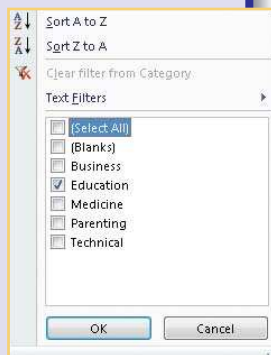 Sort A to Z
Sort Z to A
Clear filter from Category
Text Filters
(Select All)
(Blanks)
Business
Education
Medicine
Parenting
Technical
OK
Cancel